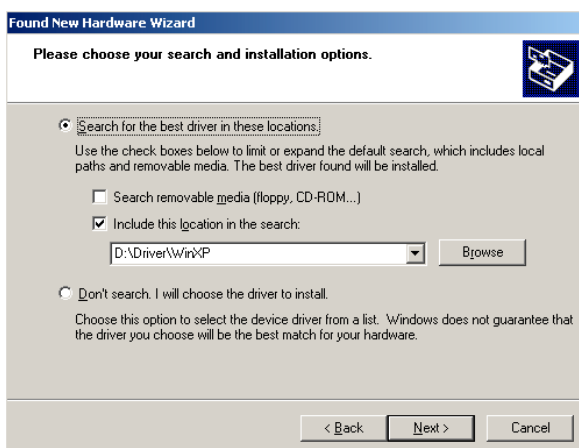 Found New Hardware Wizard
Please choose your search and installation options.
Search for the best driver in these locations.
Use the check boxes below to limit or expand the default search, which includes local
paths and removable media. The best driver found will be installed.
Search removable media (floppy, CD-ROM...)
Include this location in the search:
D:\Driver\WinXP
Browse
Don't search. I will choose the driver to install.
Choose this option to select the device driver from a list. Windows does not guarantee that
the driver you choose will be the best match for your hardware.
< Back Next > Cancel